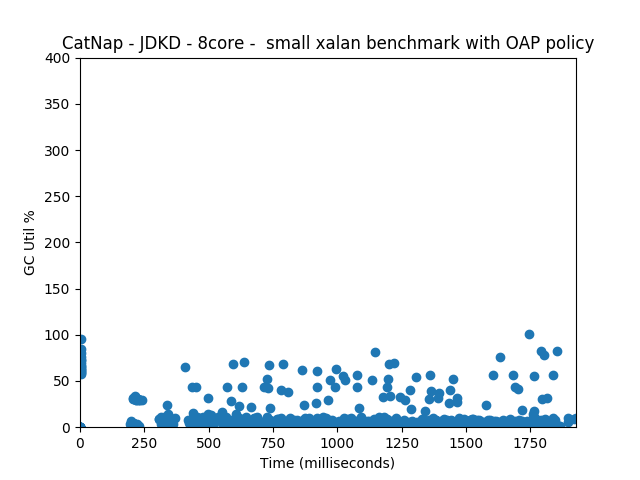 CatNap - JDKD - 8core -  small xalan benchmark with OAP policy
400
350
300
250
200
150
100
50
0
GC Util %
0 250 500 750 1000 1250 1500 1750
Time (milliseconds)